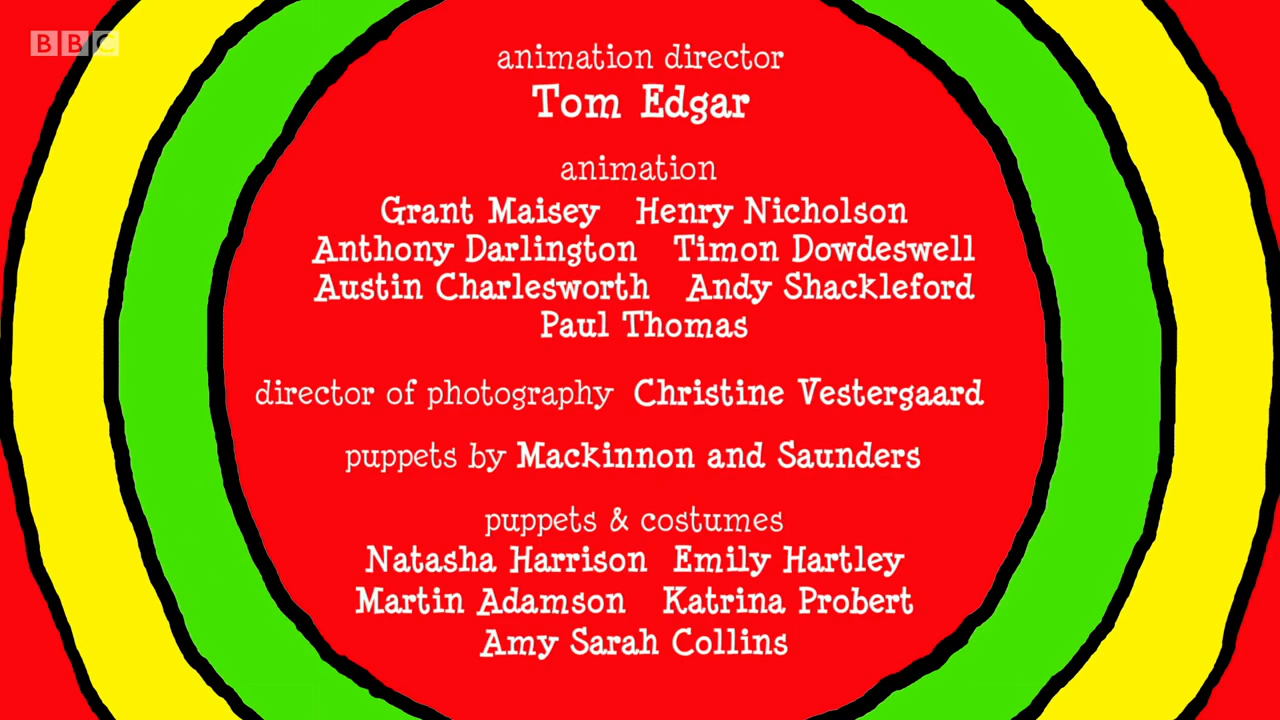 BBC
animation director
Tom Edgar
animation
Grant Maisey Henry Nicholson
Anthony Darlington Timon Dowdeswell
Austin Charlesworth Andy Shackleford
Paul Thomas
director of photography Christine Vestergaard
puppets by Mackinnon and Saunders
puppets & costumes
Natasha Harrison Emily Hartley
Martin Adamson Katrina Probert
Amy Sarah Collins